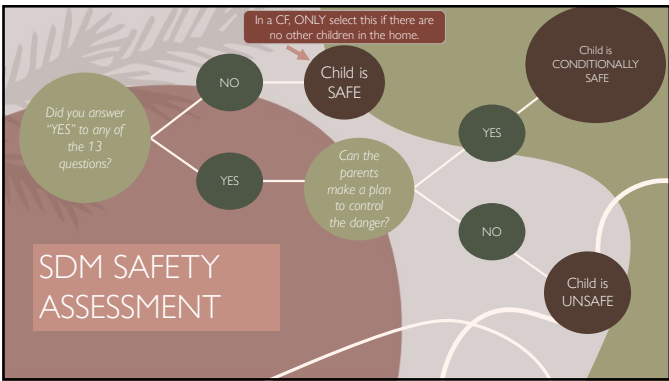 In a CF, ONLY select this if there are
no other children in the home.
Did you answer
"YES" to any of
the 13
questions?
NO
Child is
SAFE
YES
Can the
parents
make a plan
to control
the danger?
YES
Child is
CONDITIONALLY
SAFE
NO
Child is
UNSAFE
SDM SAFETY
ASSESSMENT